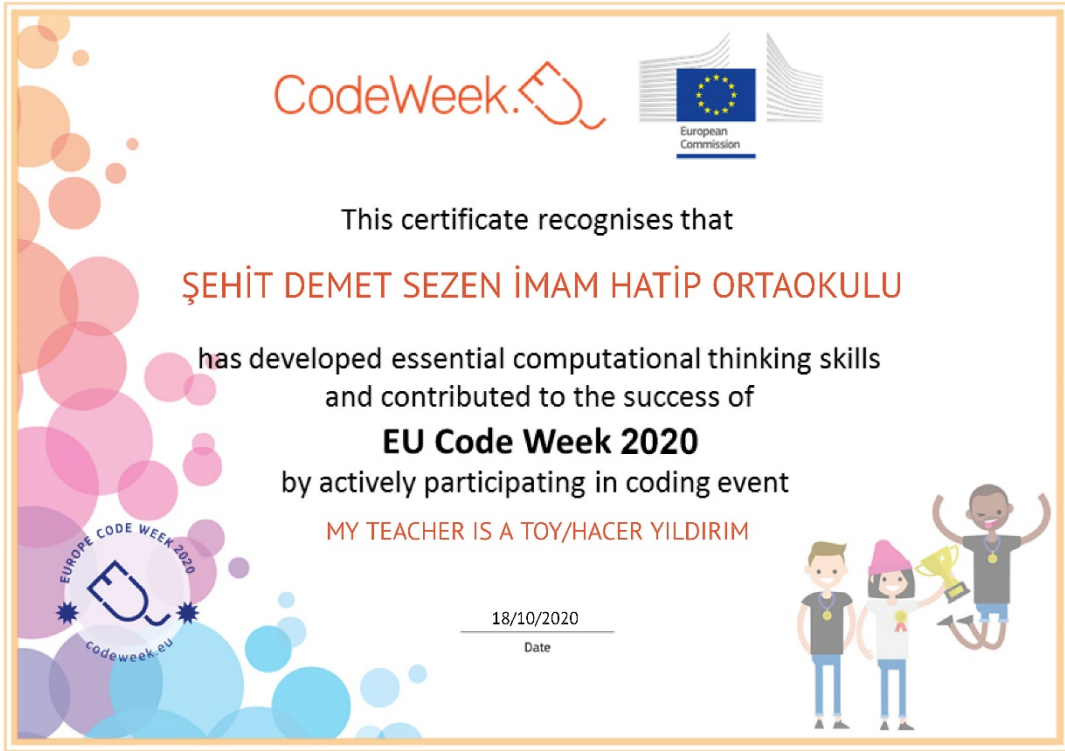 CodeWeek.EU
European
Commission
This certificate recognises that
ŞEHİT DEMET SEZEN İMAM HATİP ORTAOKULU
has developed essential computational thinking skills
and contributed to the success of
EU Code Week 2020
by actively participating in coding event
MY TEACHER IS A TOY/HACER YILDIRIM
EUROPE CODE WEEK 2020
codeweek.eu
18/10/2020
Date